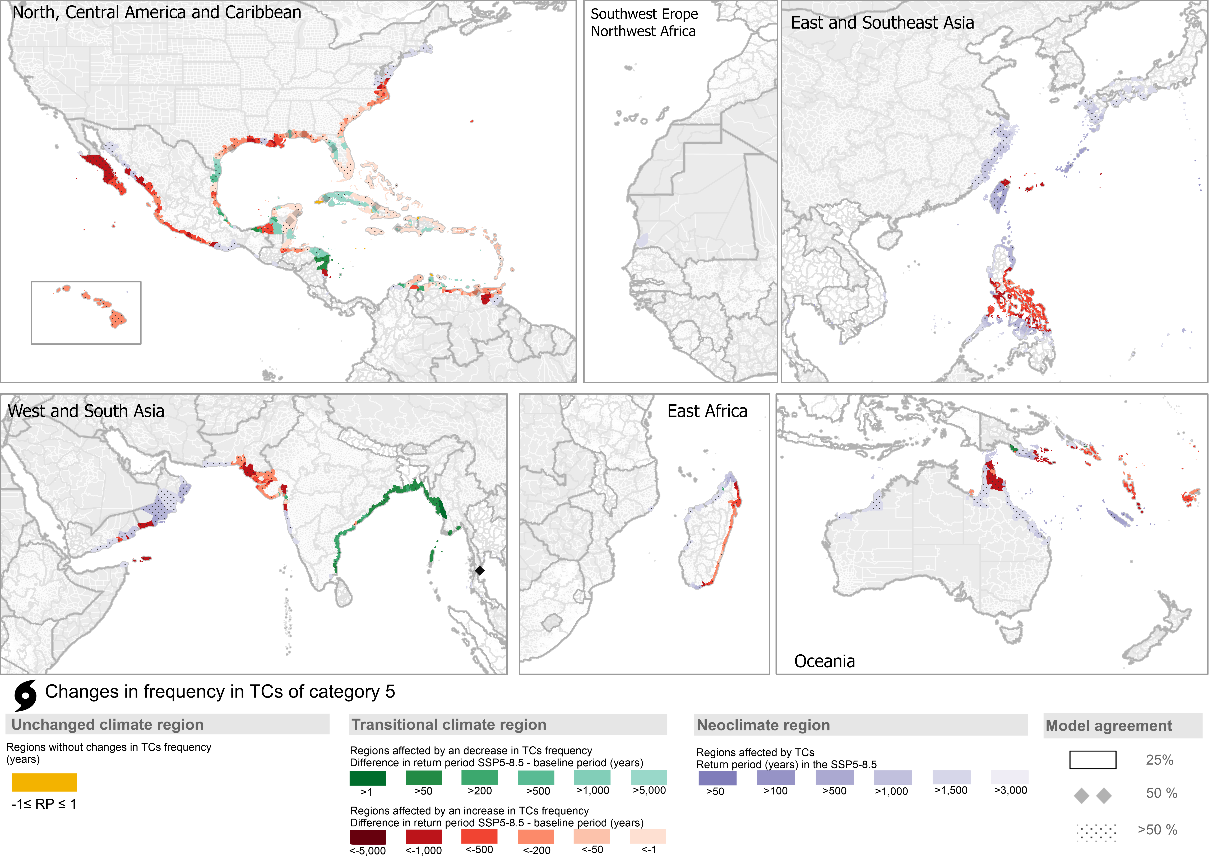 North, Central America and Caribbean
Southwest Erope
Northwest Africa
East and Southeast Asia
West and South Asia
East Africa
Oceania
Changes in frequency in TCs of category 5
Unchanged climate region
Regions without changes in TCs frequency
(years)
-1≤ RP ≤ 1
Transitional climate region
Regions affected by an decrease in TCs frequency
Difference in return period SSP5-8.5 - baseline period (years)
>1 >50 >200 >500 >1,000 >5,000
Regions affected by an increase in TCs frequency
Difference in return period SSP5-8.5 - baseline period (years)
<-5,000 <-1,000 <-500 <-200 <-50 <-1
Neoclimate region
Regions affected by TCs
Return period (years) in the SSP5-8.5
>50 >100 >500 >1,000 >1,500 >3,000
Model agreement
25%
50 %
>50 %